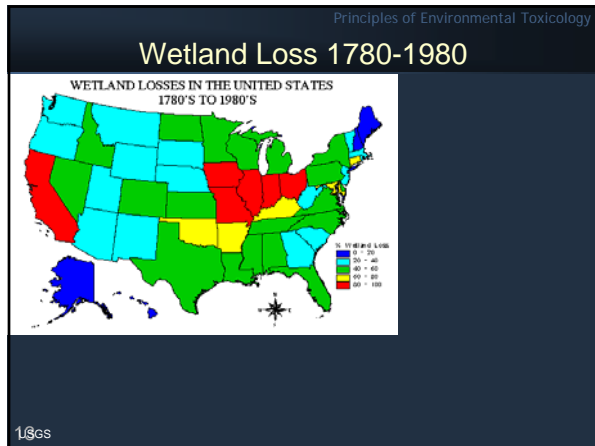 Principles of Environmental Toxicology
Wetland Loss 1780-1980
WETLAND LOSSES IN THE UNITED STATES
1780'S TO 1980'S
% Wetland Loss
0 - 20
20 - 40
40 - 60
60 - 80
80 - 100
USGS